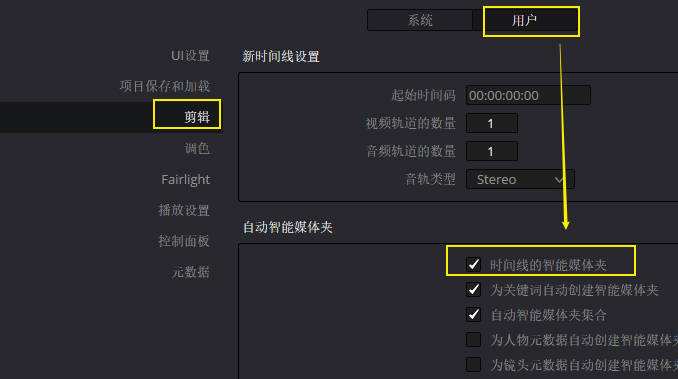 系统 用户
UI设置
项目保存和加载
剪辑
调色
Fairlight
播放设置
控制面板
元数据
新时间线设置
起始时间码 00:00:00:00
视频轨道的数量 1
音频轨道的数量 1
音轨类型 Stereo
自动智能媒体夹
时间线的智能媒体夹
为关键词自动创建智能媒体夹
自动智能媒体夹集合
为人物元数据自动创建智能媒体夹
为镜头元数据自动创建智能媒体夹